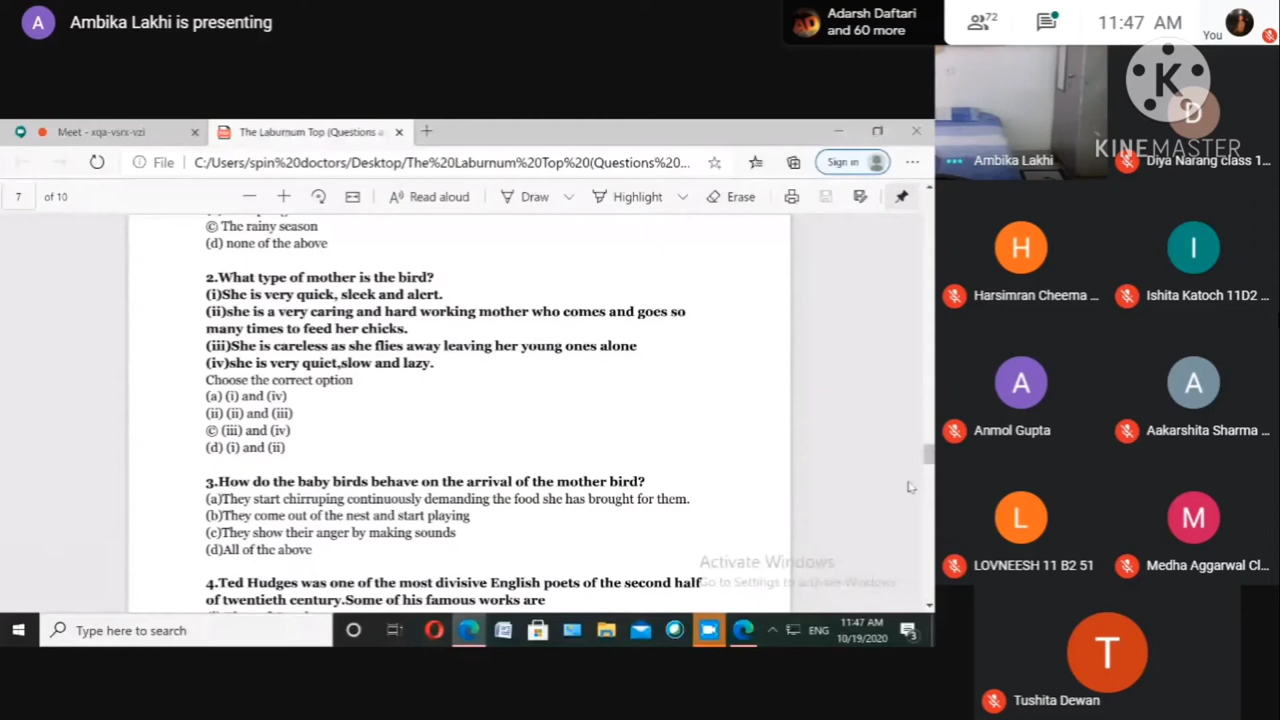 A Ambika Lakhi is presenting
AD Adarsh Daftari
and 60 more
72
11:47 AM
You
Meet - xqa-vsrx-vzi
The Laburnum Top (Questions a
File C:/Users/spin%20doctors/Desktop/The%20Laburnum%20Top%20(Questions%20...
Sign in
7 of 10
Read aloud Draw Highlight Erase
© The rainy season
(d) none of the above
2.What type of mother is the bird?
(i)She is very quick, sleek and alert.
(ii)she is a very caring and hard working mother who comes and goes so
many times to feed her chicks.
(iii)She is careless as she flies away leaving her young ones alone
(iv)she is very quiet,slow and lazy.
Choose the correct option
(a) (i) and (iv)
(ii) (ii) and (iii)
© (iii) and (iv)
(d) (i) and (ii)
3.How do the baby birds behave on the arrival of the mother bird?
(a)They start chirruping continuously demanding the food she has brought for them.
(b)They come out of the nest and start playing
(c)They show their anger by making sounds
(d)All of the above
4.Ted Hudges was one of the most divisive English poets of the second half
of twentieth century.Some of his famous works are
Activate Windows
Go to Settings to activate Windows
Type here to search
ENG
11:47 AM
10/19/2020
3
K
KINEMASTER
Ambika Lakhi
D
Diya Narang class 1...
H
Harsimran Cheema ...
I
Ishita Katoch 11D2 ...
A
Anmol Gupta
A
Aakarshita Sharma ...
L
LOVNEESH 11 B2 51
M
Medha Aggarwal Cl...
T
Tushita Dewan